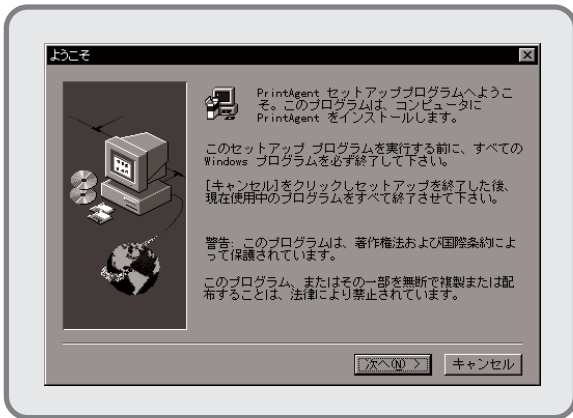 ようこそ
PrintAgent セットアッププログラムへようこ
そ。このプログラムは、コンピュータに
PrintAgent をインストールします。
このセットアップ プログラムを実行する前に、すべての
Windows プログラムを必ず終了して下さい。
[キャンセル]をクリックしセットアップを終了した後、
現在使用中のプログラムをすべて終了させて下さい。
警告: このプログラムは、著作権法および国際条約によ
って保護されています。
このプログラム、またはその一部を無断で複製または配
布することは、法律により禁止されています。
次へ(N) >
キャンセル